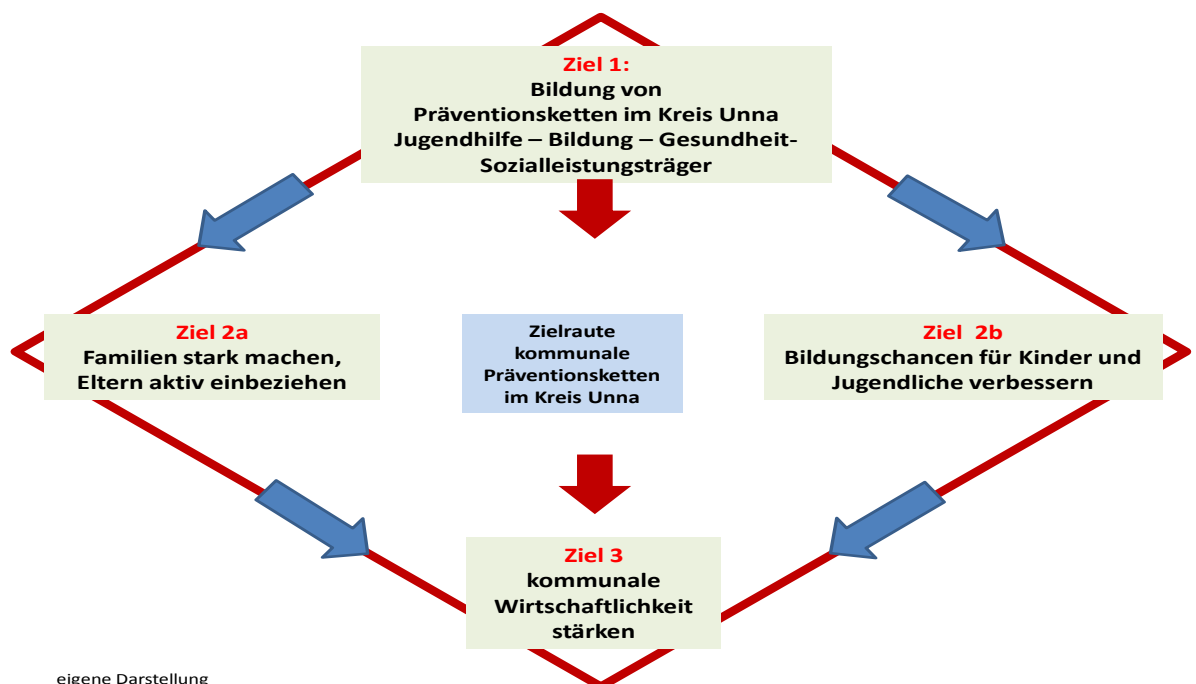 Ziel 1:
Bildung von
Präventionsketten im Kreis Unna
Jugendhilfe – Bildung – Gesundheit-
Sozialleistungsträger
Ziel 2a
Familien stark machen,
Eltern aktiv einbeziehen
Zielraute
kommunale
Präventionsketten
im Kreis Unna
Ziel 2b
Bildungschancen für Kinder und
Jugendliche verbessern
Ziel 3
kommunale
Wirtschaftlichkeit
stärken
eigene Darstellung